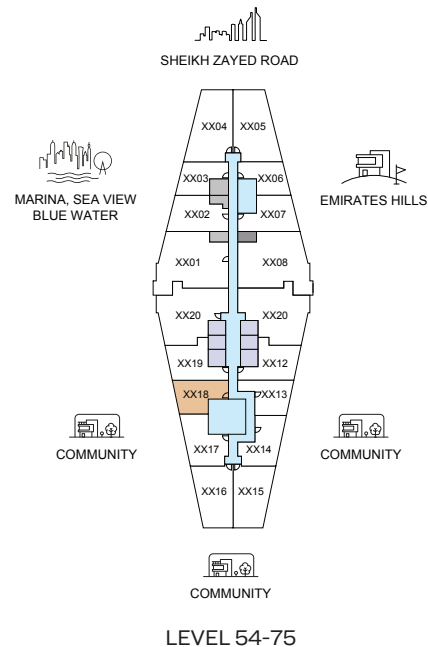 SHEIKH ZAYED ROAD
XX04 XX05
MARINA, SEA VIEW
BLUE WATER
XX03 XX06
EMIRATES HILLS
XX02 XX07
XX01 XX08
XX20 XX20
XX19 XX12
XX18 XX13
COMMUNITY
XX17 XX14
COMMUNITY
XX16 XX15
COMMUNITY
LEVEL 54-75